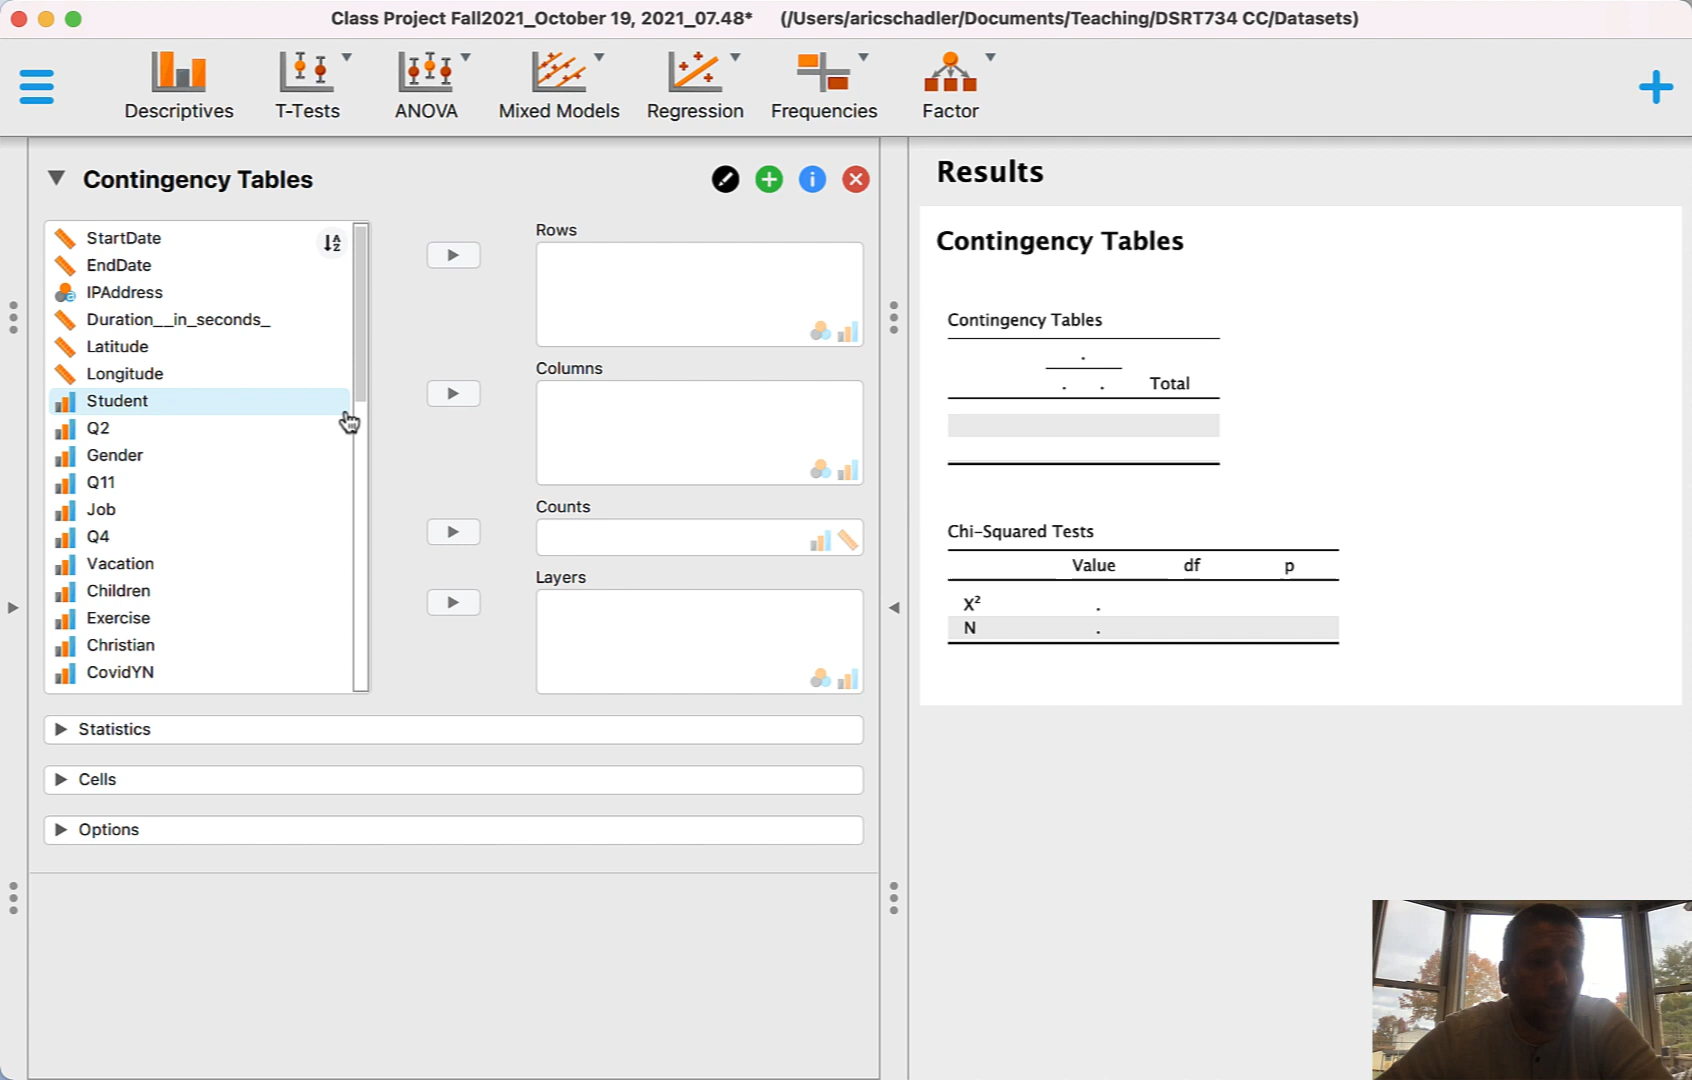 Class Project Fall2021_October 19, 2021_07.48* (/Users/aricschadler/Documents/Teaching/DSRT734 CC/Datasets)
Descriptives T-Tests ANOVA Mixed Models Regression Frequencies Factor
Contingency Tables
StartDate
EndDate
IPAddress
Duration__in_seconds_
Latitude
Longitude
Student
Q2
Gender
Q11
Job
Q4
Vacation
Children
Exercise
Christian
CovidYN
Rows
Columns
Counts
Layers
Statistics
Cells
Options
Results
Contingency Tables
Contingency Tables
.
. . Total
Chi-Squared Tests
Value df p
X² .
N .